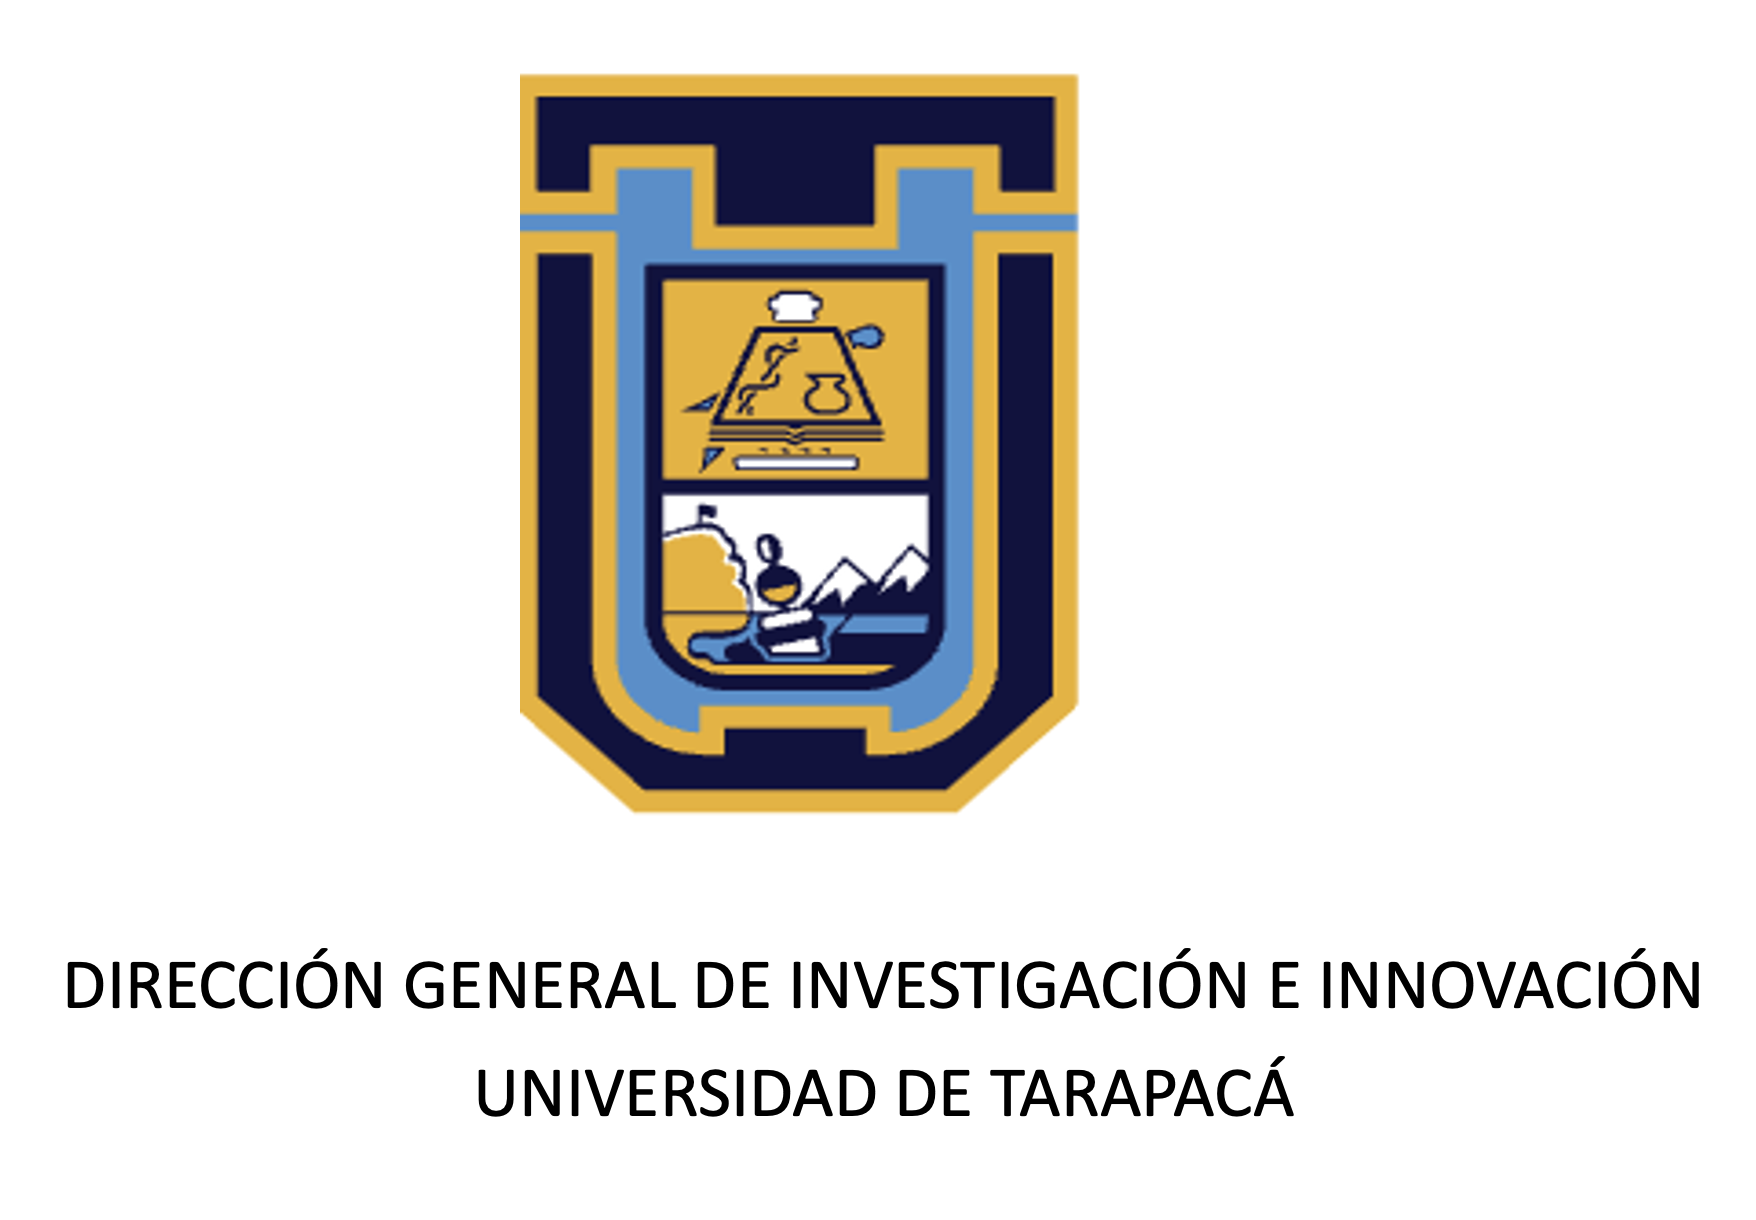 DIRECCIÓN GENERAL DE INVESTIGACIÓN E INNOVACIÓN
UNIVERSIDAD DE TARAPACÁ